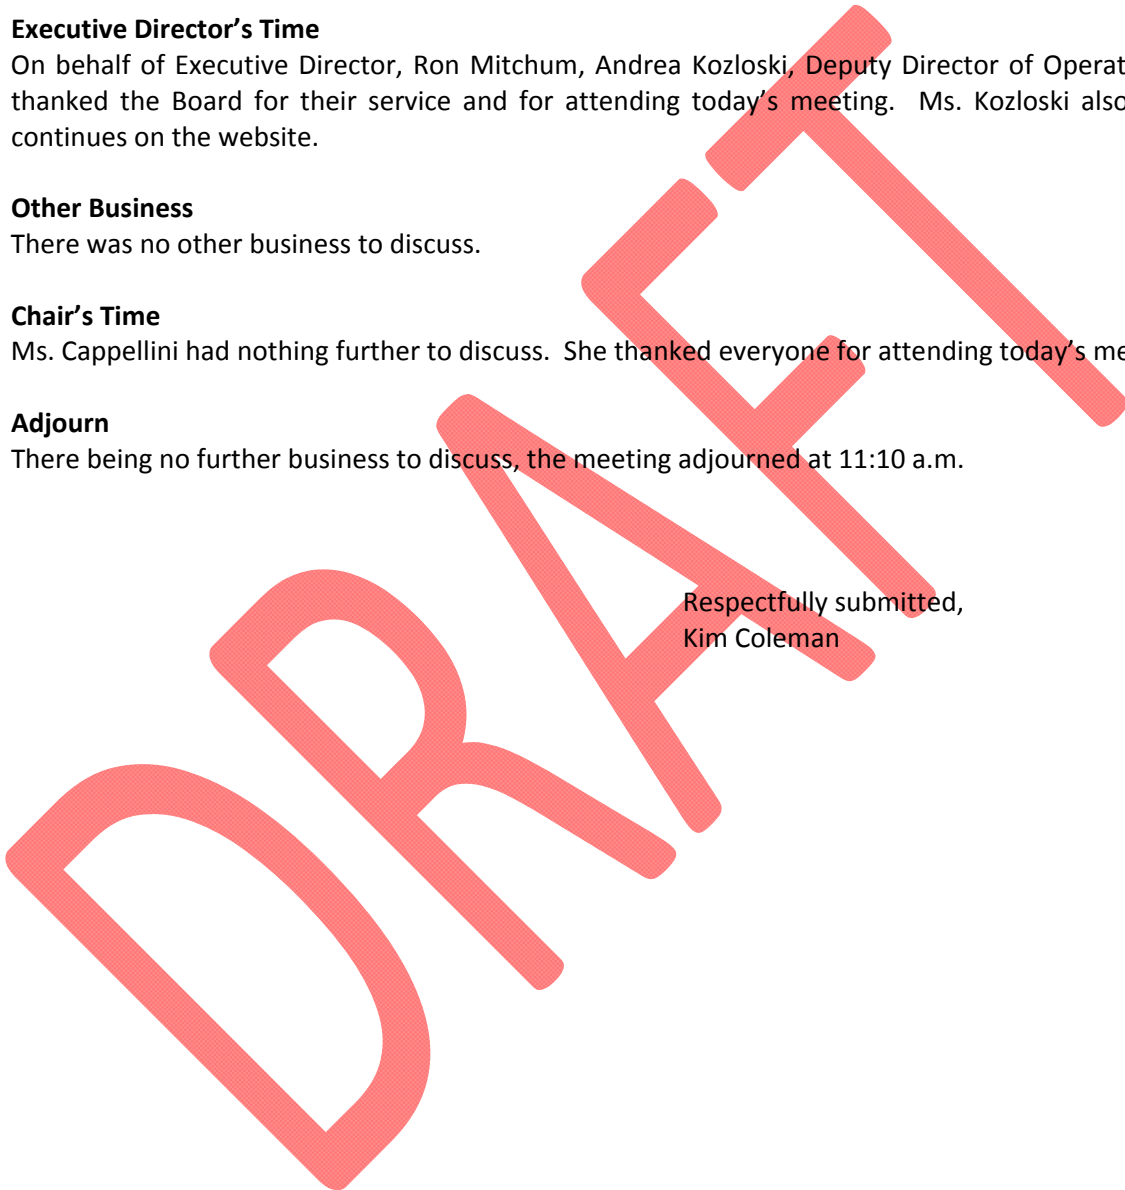 Executive Director’s Time
On behalf of Executive Director, Ron Mitchum, Andrea Kozloski, Deputy Director of
thanked the Board for their service and for attending today’s meeting. Ms. Kozloski also
continues on the website.
Other Business
There was no other business to discuss.
Chair’s Time
Ms. Cappellini had nothing further to discuss. She thanked everyone for attending today’s
Adjourn
There being no further business to discuss, the meeting adjourned at 11:10 a.m.
Respectfully submitted,
Kim Coleman
DRAFT